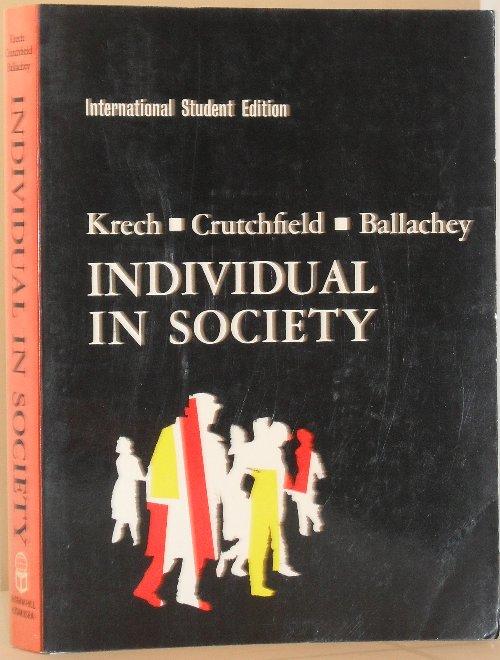 Krech
Crutchfield
Ballachey
INDIVIDUAL IN SOCIETY
International Student Edition
Krech ■ Crutchfield ■ Ballachey
INDIVIDUAL
IN SOCIETY